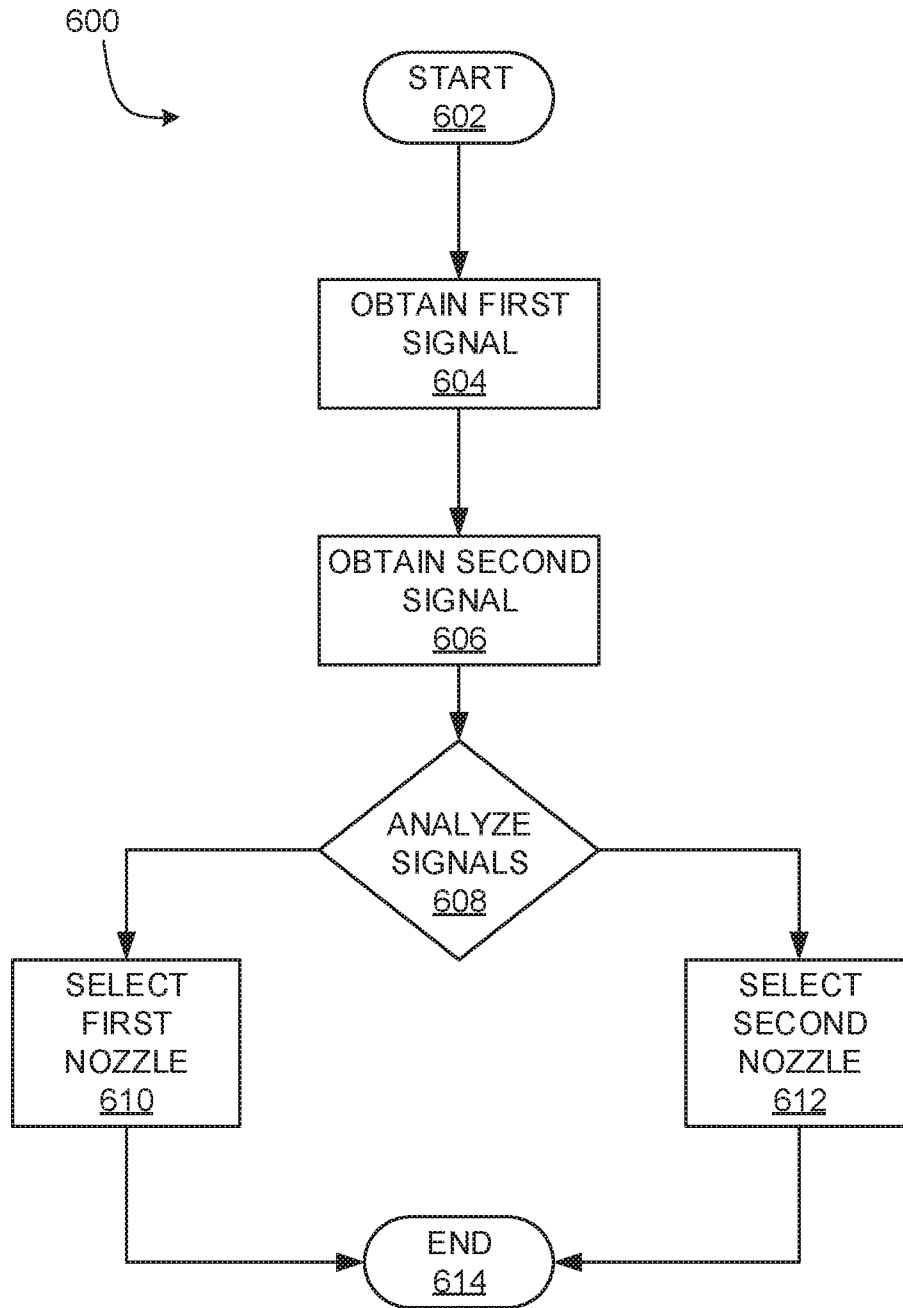 600
START
602
OBTAIN FIRST
SIGNAL
604
OBTAIN SECOND
SIGNAL
606
ANALYZE
SIGNALS
608
SELECT
FIRST
NOZZLE
610
SELECT
SECOND
NOZZLE
612
END
614